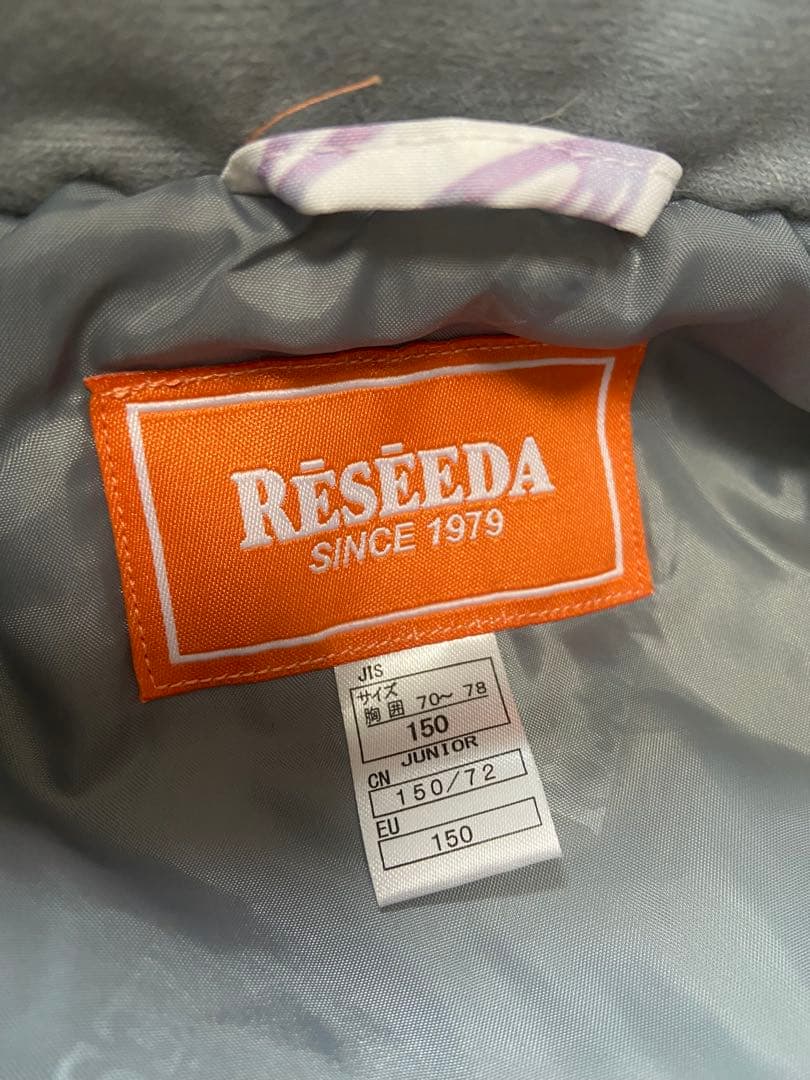 RĒSĒEDA
SINCE 1979
JIS
サイズ
胸囲 70～78
150
JUNIOR
CN
150/72
EU
150